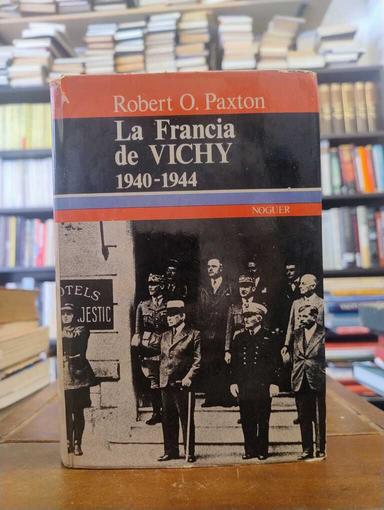 Robert O. Paxton
La Francia
de VICHY
1940-1944
NOGUER
OTELS
JESTIC